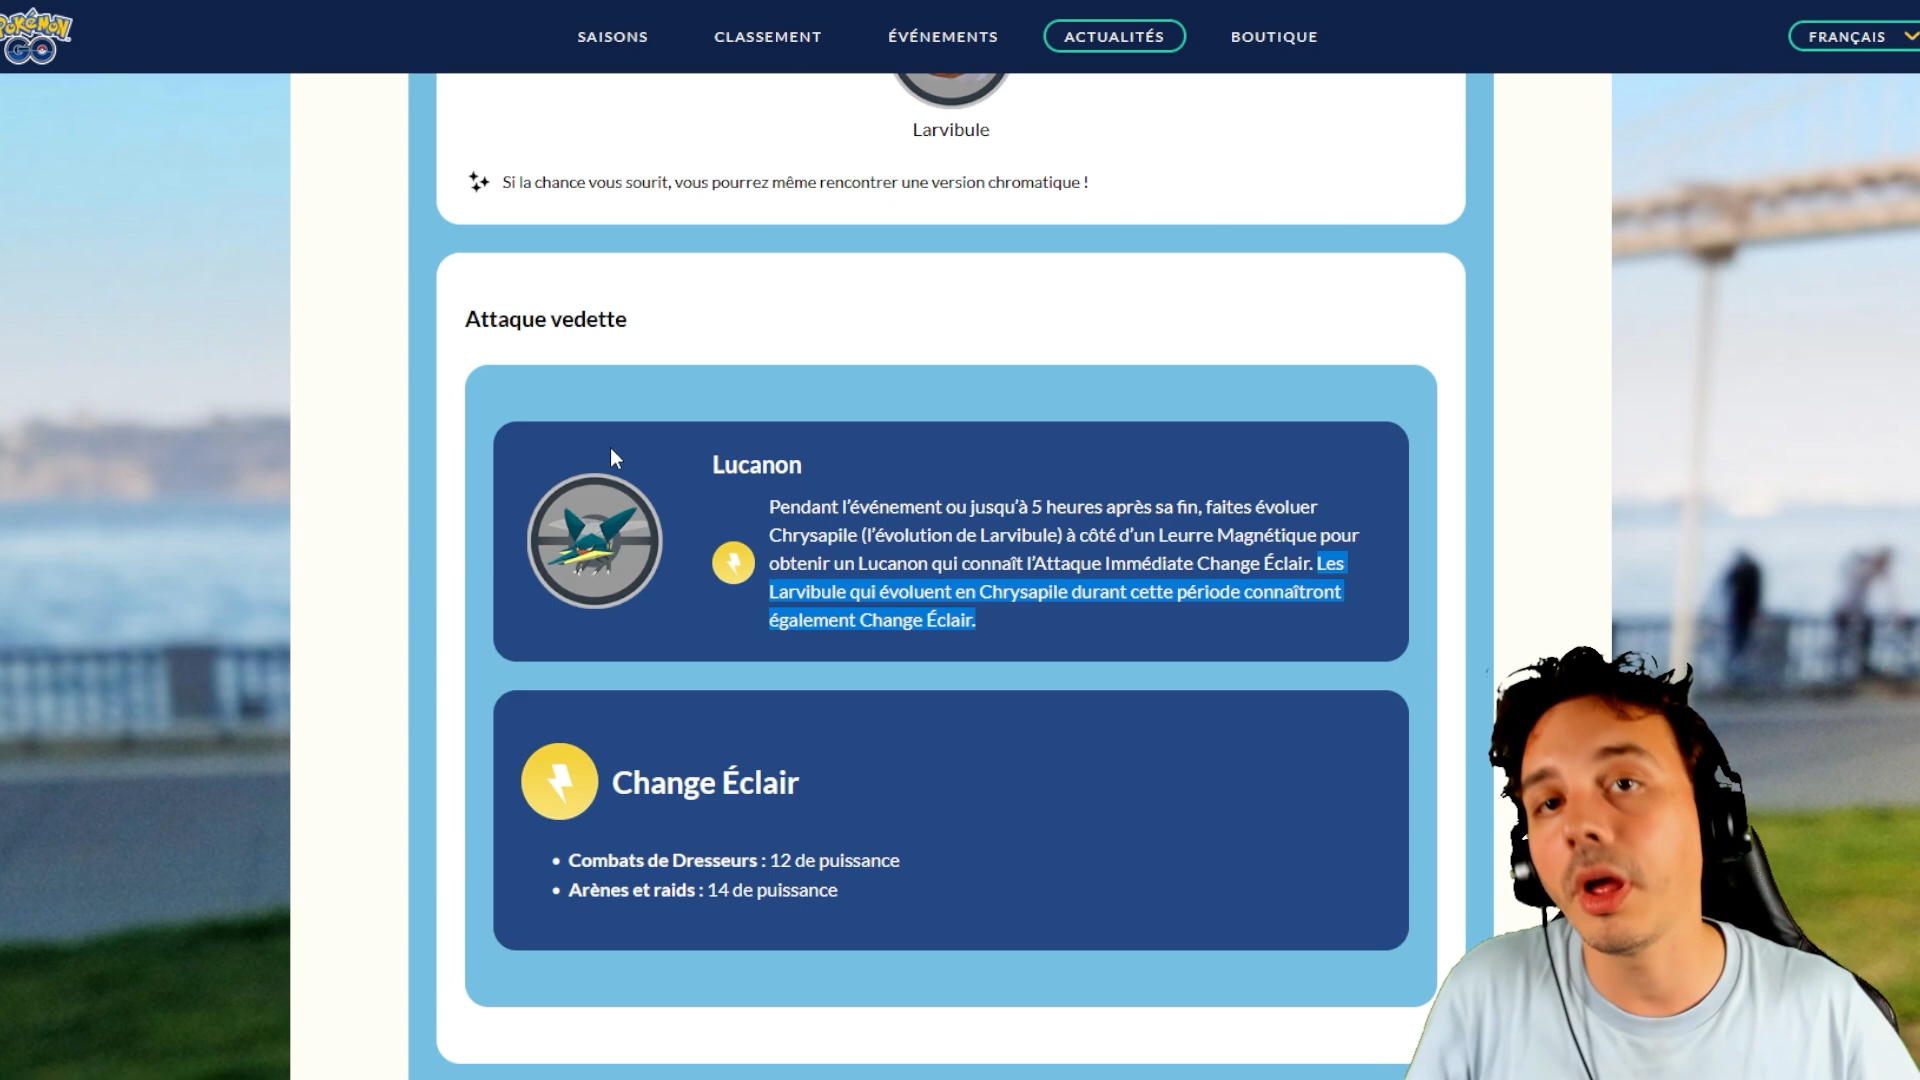 Pokémon
GO
SAISONS
CLASSEMENT
ÉVÉNEMENTS
ACTUALITÉS
BOUTIQUE
FRANÇAIS
Larvibule
Si la chance vous sourit, vous pourrez même rencontrer une version chromatique !
Attaque vedette
Lucanon
Pendant l’événement ou jusqu’à 5 heures après sa fin, faites évoluer
Chrysapile (l’évolution de Larvibule) à côté d’un Leurre Magnétique pour
obtenir un Lucanon qui connaît l’Attaque Immédiate Change Éclair. Les
Larvibule qui évoluent en Chrysapile durant cette période connaîtront
également Change Éclair.
Change Éclair
• Combats de Dresseurs : 12 de puissance
• Arènes et raids : 14 de puissance